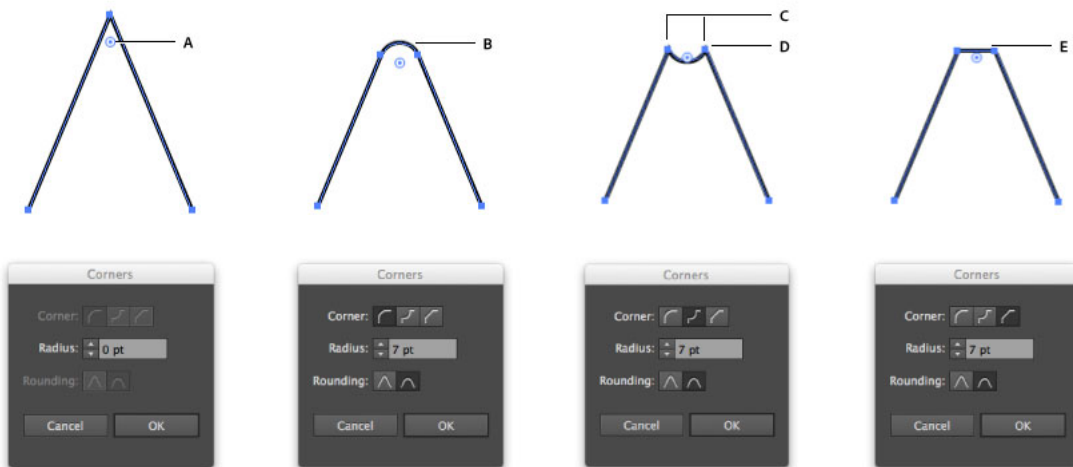 A
B
C
D
E
Corners
Corner:
Radius: 0 pt
Rounding:
Cancel OK
Corners
Corner:
Radius: 7 pt
Rounding:
Cancel OK
Corners
Corner:
Radius: 7 pt
Rounding:
Cancel OK
Corners
Corner:
Radius: 7 pt
Rounding:
Cancel OK